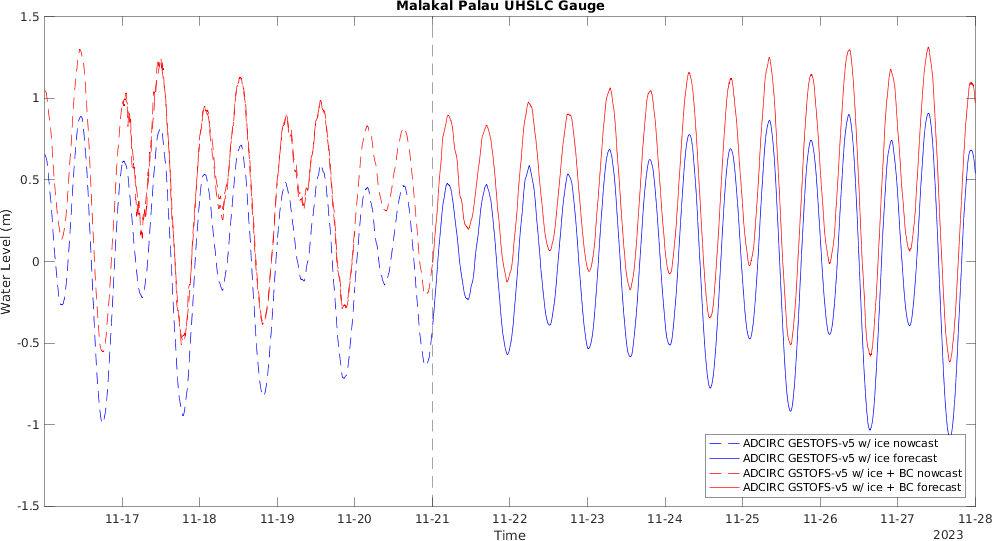 Malakal Palau UHSLC Gauge
1.5
1
0.5
0
-0.5
-1
-1.5
Water Level (m)
11-17
11-18
11-19
11-20
11-21
11-22
11-23
11-24
11-25
11-26
11-27
11-28
Time
2023
ADCIRC GESTOFS-v5 w/ ice nowcast
ADCIRC GESTOFS-v5 w/ ice forecast
ADCIRC GSTOFS-v5 w/ ice + BC nowcast
ADCIRC GSTOFS-v5 w/ ice + BC forecast